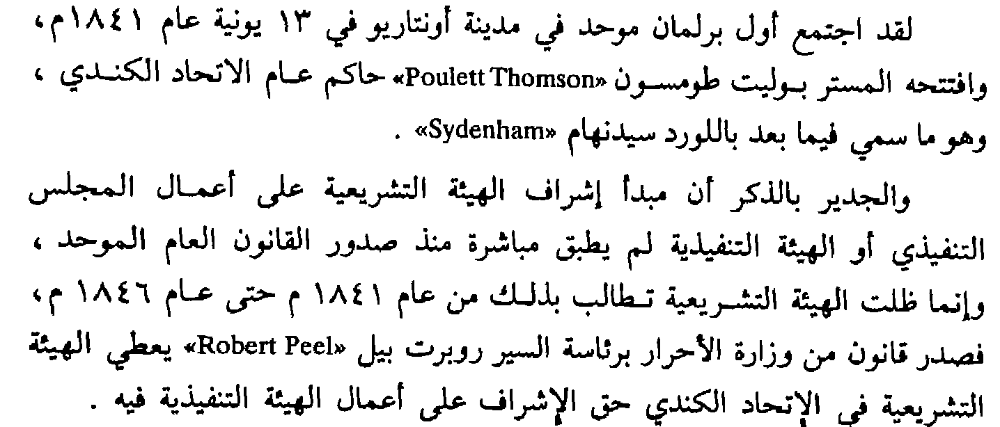 لقد اجتمع أول برلمان موحد في مدينة أونتاريو في ١٣ يونية عام ١٨٤١م،
وافتتحه المستر بوليت طومسون «Poulett Thomson» حاكم عام الاتحاد الكندي ،
وهو ما سمي فيما بعد باللورد سيدنهام «Sydenham» .
والجدير بالذكر أن مبدأ إشراف الهيئة التشريعية على أعمال المجلس
التنفيذي أو الهيئة التنفيذية لم يطبق مباشرة منذ صدور القانون العام الموحد ،
وإنما ظلت الهيئة التشريعية تطالب بذلك من عام ١٨٤١ م حتى عام ١٨٤٦ م،
فصدر قانون من وزارة الأحرار برئاسة السير روبرت بيل «Robert Peel» يعطي الهيئة
التشريعية في الإتحاد الكندي حق الإشراف على أعمال الهيئة التنفيذية فيه .